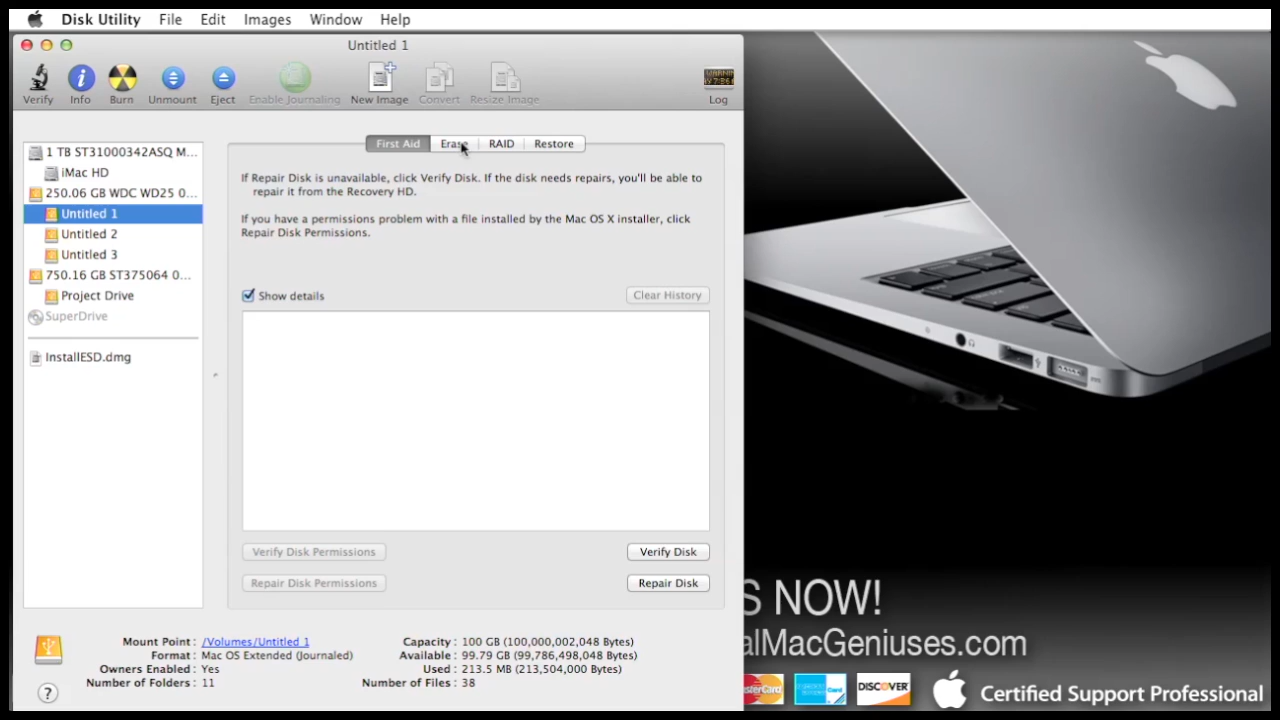 Disk Utility File Edit Images Window Help
Untitled 1
Verify Info Burn Unmount Eject Enable Journaling New Image Convert Resize Image Log
1 TB ST31000342ASQ M...
iMac HD
250.06 GB WDC WD25 0...
Untitled 1
Untitled 2
Untitled 3
750.16 GB ST375064 0...
Project Drive
SuperDrive
InstallESD.dmg
First Aid Erase RAID Restore
If Repair Disk is unavailable, click Verify Disk. If the disk needs repairs, you'll be able to
repair it from the Recovery HD.
If you have a permissions problem with a file installed by the Mac OS X installer, click
Repair Disk Permissions.
Show details Clear History
Verify Disk Permissions Verify Disk
Repair Disk Permissions Repair Disk
Mount Point : /Volumes/Untitled 1
Format : Mac OS Extended (Journaled)
Owners Enabled : Yes
Number of Folders : 11
Capacity : 100 GB (100,000,002,048 Bytes)
Available : 99.79 GB (99,786,498,048 Bytes)
Used : 213.5 MB (213,504,000 Bytes)
Number of Files : 38
?
S NOW!
alMacGeniuses.com
DISCOVER
Certified Support Professional